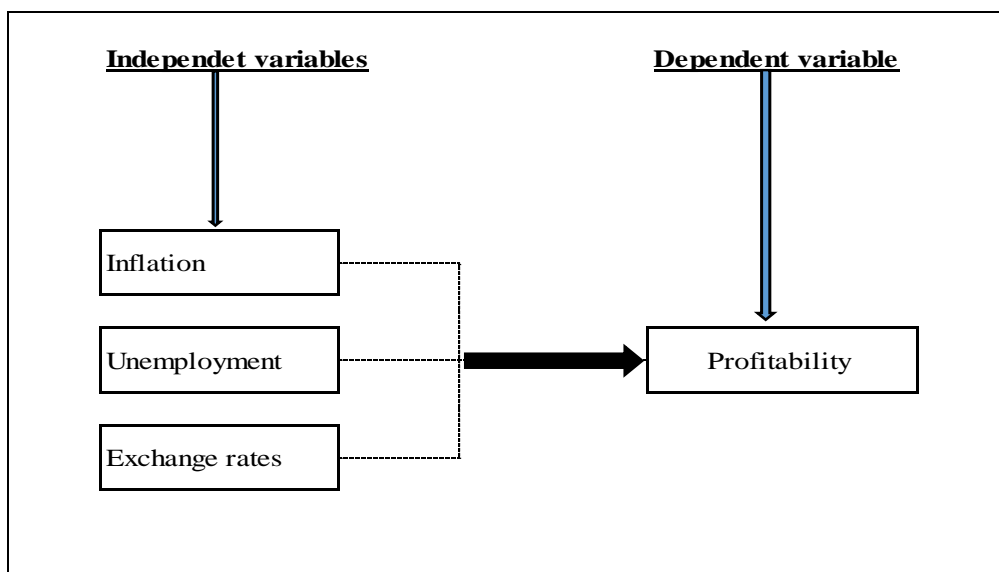 Independet variables
Dependent variable
Inflation
Unemployment
Profitability
Exchange rates